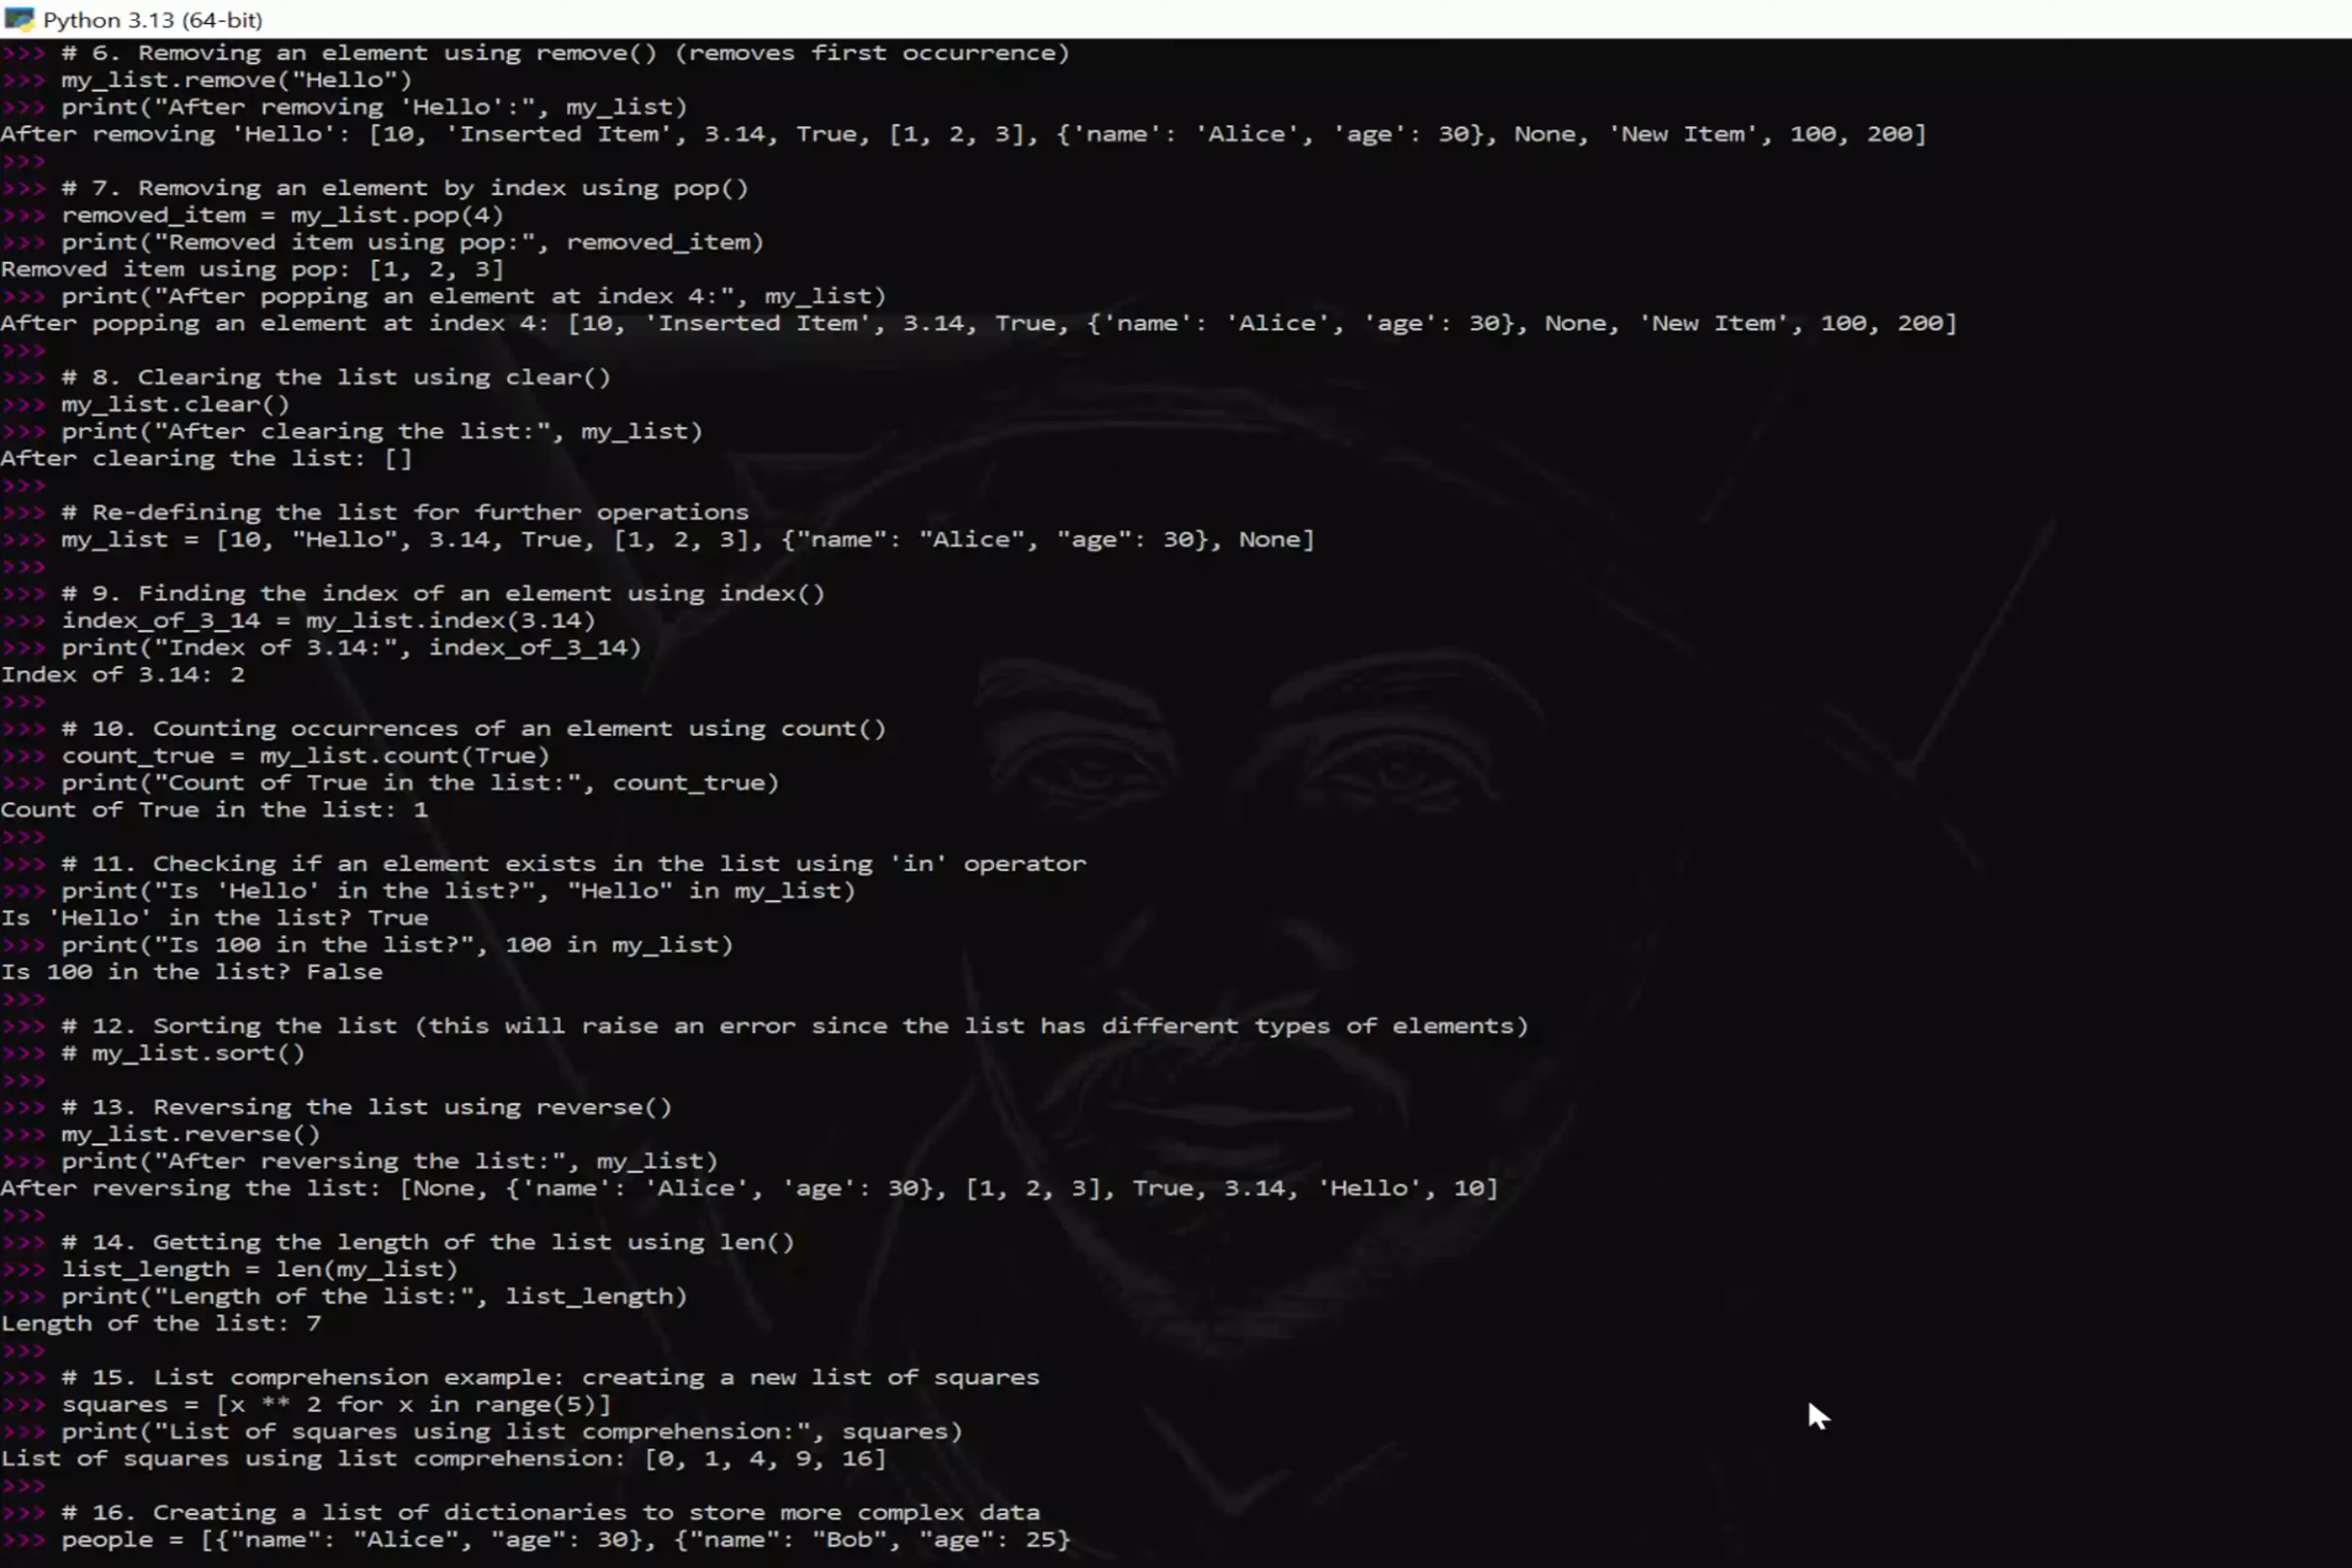 Python 3.13 (64-bit)
>>> # 6. Removing an element using remove() (removes first occurrence)
>>> my_list.remove("Hello")
>>> print("After removing 'Hello':", my_list)
After removing 'Hello': [10, 'Inserted Item', 3.14, True, [1, 2, 3], {'name': 'Alice', 'age': 30}, None, 'New Item', 100, 200]
>>>
>>> # 7. Removing an element by index using pop()
>>> removed_item = my_list.pop(4)
>>> print("Removed item using pop:", removed_item)
Removed item using pop: [1, 2, 3]
>>> print("After popping an element at index 4:", my_list)
After popping an element at index 4: [10, 'Inserted Item', 3.14, True, {'name': 'Alice', 'age': 30}, None, 'New Item', 100, 200]
>>>
>>> # 8. Clearing the list using clear()
>>> my_list.clear()
>>> print("After clearing the list:", my_list)
After clearing the list: []
>>>
>>> # Re-defining the list for further operations
>>> my_list = [10, "Hello", 3.14, True, [1, 2, 3], {"name": "Alice", "age": 30}, None]
>>>
>>> # 9. Finding the index of an element using index()
>>> index_of_3_14 = my_list.index(3.14)
>>> print("Index of 3.14:", index_of_3_14)
Index of 3.14: 2
>>>
>>> # 10. Counting occurrences of an element using count()
>>> count_true = my_list.count(True)
>>> print("Count of True in the list:", count_true)
Count of True in the list: 1
>>>
>>> # 11. Checking if an element exists in the list using 'in' operator
>>> print("Is 'Hello' in the list?", "Hello" in my_list)
Is 'Hello' in the list? True
>>> print("Is 100 in the list?", 100 in my_list)
Is 100 in the list? False
>>>
>>> # 12. Sorting the list (this will raise an error since the list has different types of elements)
>>> # my_list.sort()
>>>
>>> # 13. Reversing the list using reverse()
>>> my_list.reverse()
>>> print("After reversing the list:", my_list)
After reversing the list: [None, {'name': 'Alice', 'age': 30}, [1, 2, 3], True, 3.14, 'Hello', 10]
>>>
>>> # 14. Getting the length of the list using len()
>>> list_length = len(my_list)
>>> print("Length of the list:", list_length)
Length of the list: 7
>>>
>>> # 15. List comprehension example: creating a new list of squares
>>> squares = [x ** 2 for x in range(5)]
>>> print("List of squares using list comprehension:", squares)
List of squares using list comprehension: [0, 1, 4, 9, 16]
>>>
>>> # 16. Creating a list of dictionaries to store more complex data
>>> people = [{"name": "Alice", "age": 30}, {"name": "Bob", "age": 25}